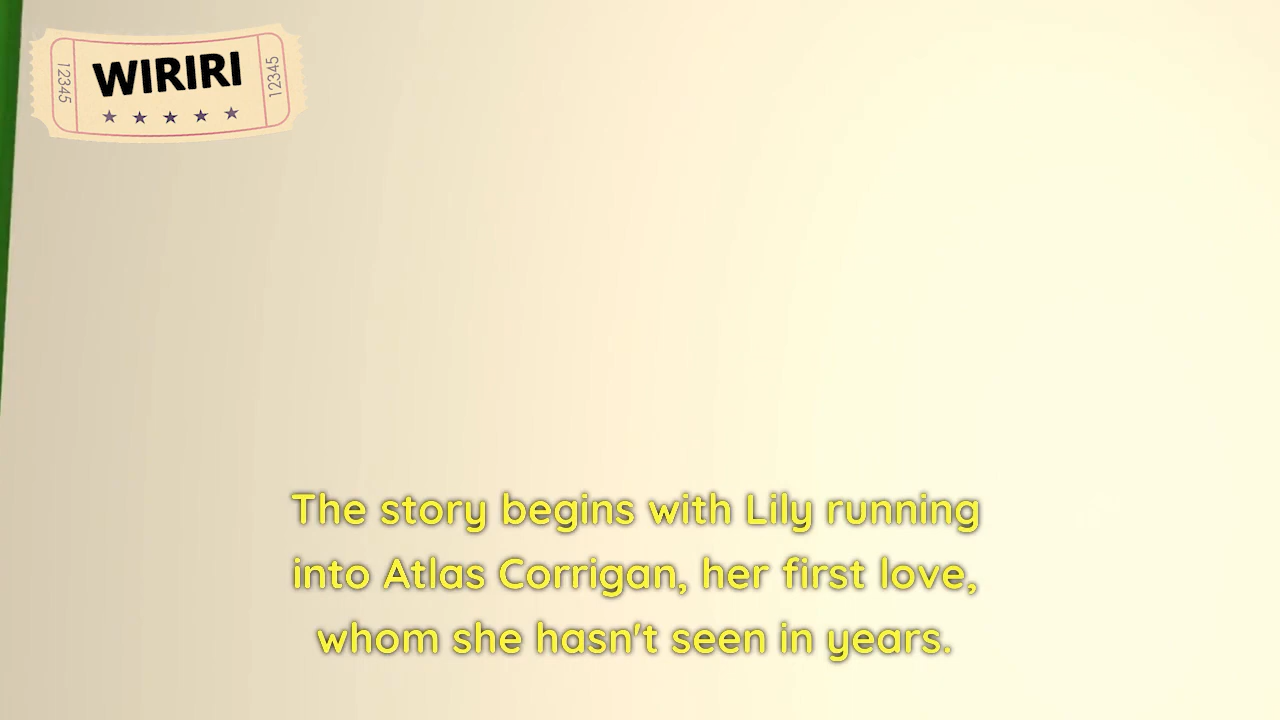 WIRIRI
12345
12345
The story begins with Lily running
into Atlas Corrigan, her first love,
whom she hasn't seen in years.